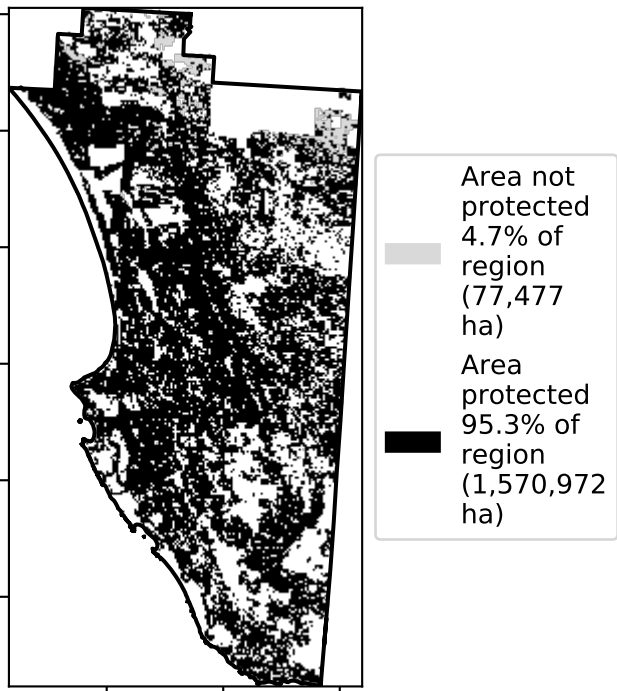 Area not
protected
4.7% of
region
(77,477
ha)
Area
protected
95.3% of
region
(1,570,972
ha)